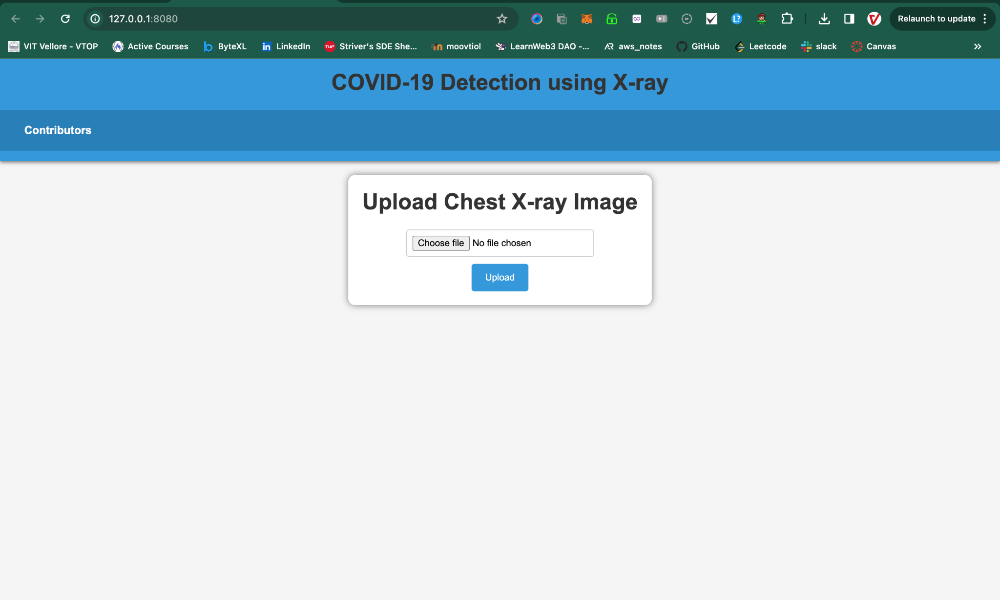 127.0.0.1:8080
GO
L?
Relaunch to update
VIT Vellore - VTOP Active Courses ByteXL LinkedIn TUF Striver's SDE She... moovtiol LearnWeb3 DAO -... aws_notes GitHub Leetcode slack Canvas
COVID-19 Detection using X-ray
Contributors
Upload Chest X-ray Image
Choose file No file chosen
Upload